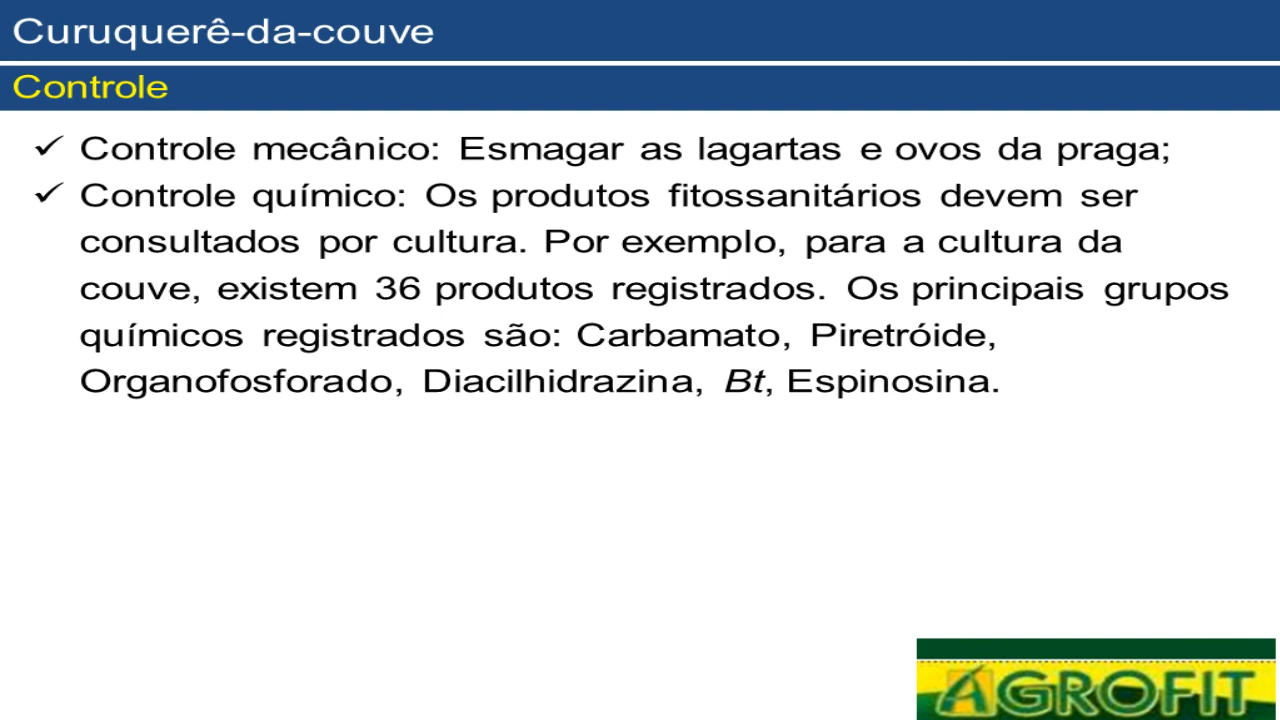 Curuquerê-da-couve
Controle
✓ Controle mecânico: Esmagar as lagartas e ovos da praga;
✓ Controle químico: Os produtos fitossanitários devem ser
consultados por cultura. Por exemplo, para a cultura da
couve, existem 36 produtos registrados. Os principais grupos
químicos registrados são: Carbamato, Piretróide,
Organofosforado, Diacilhidrazina, Bt, Espinosina.
AGROFIT